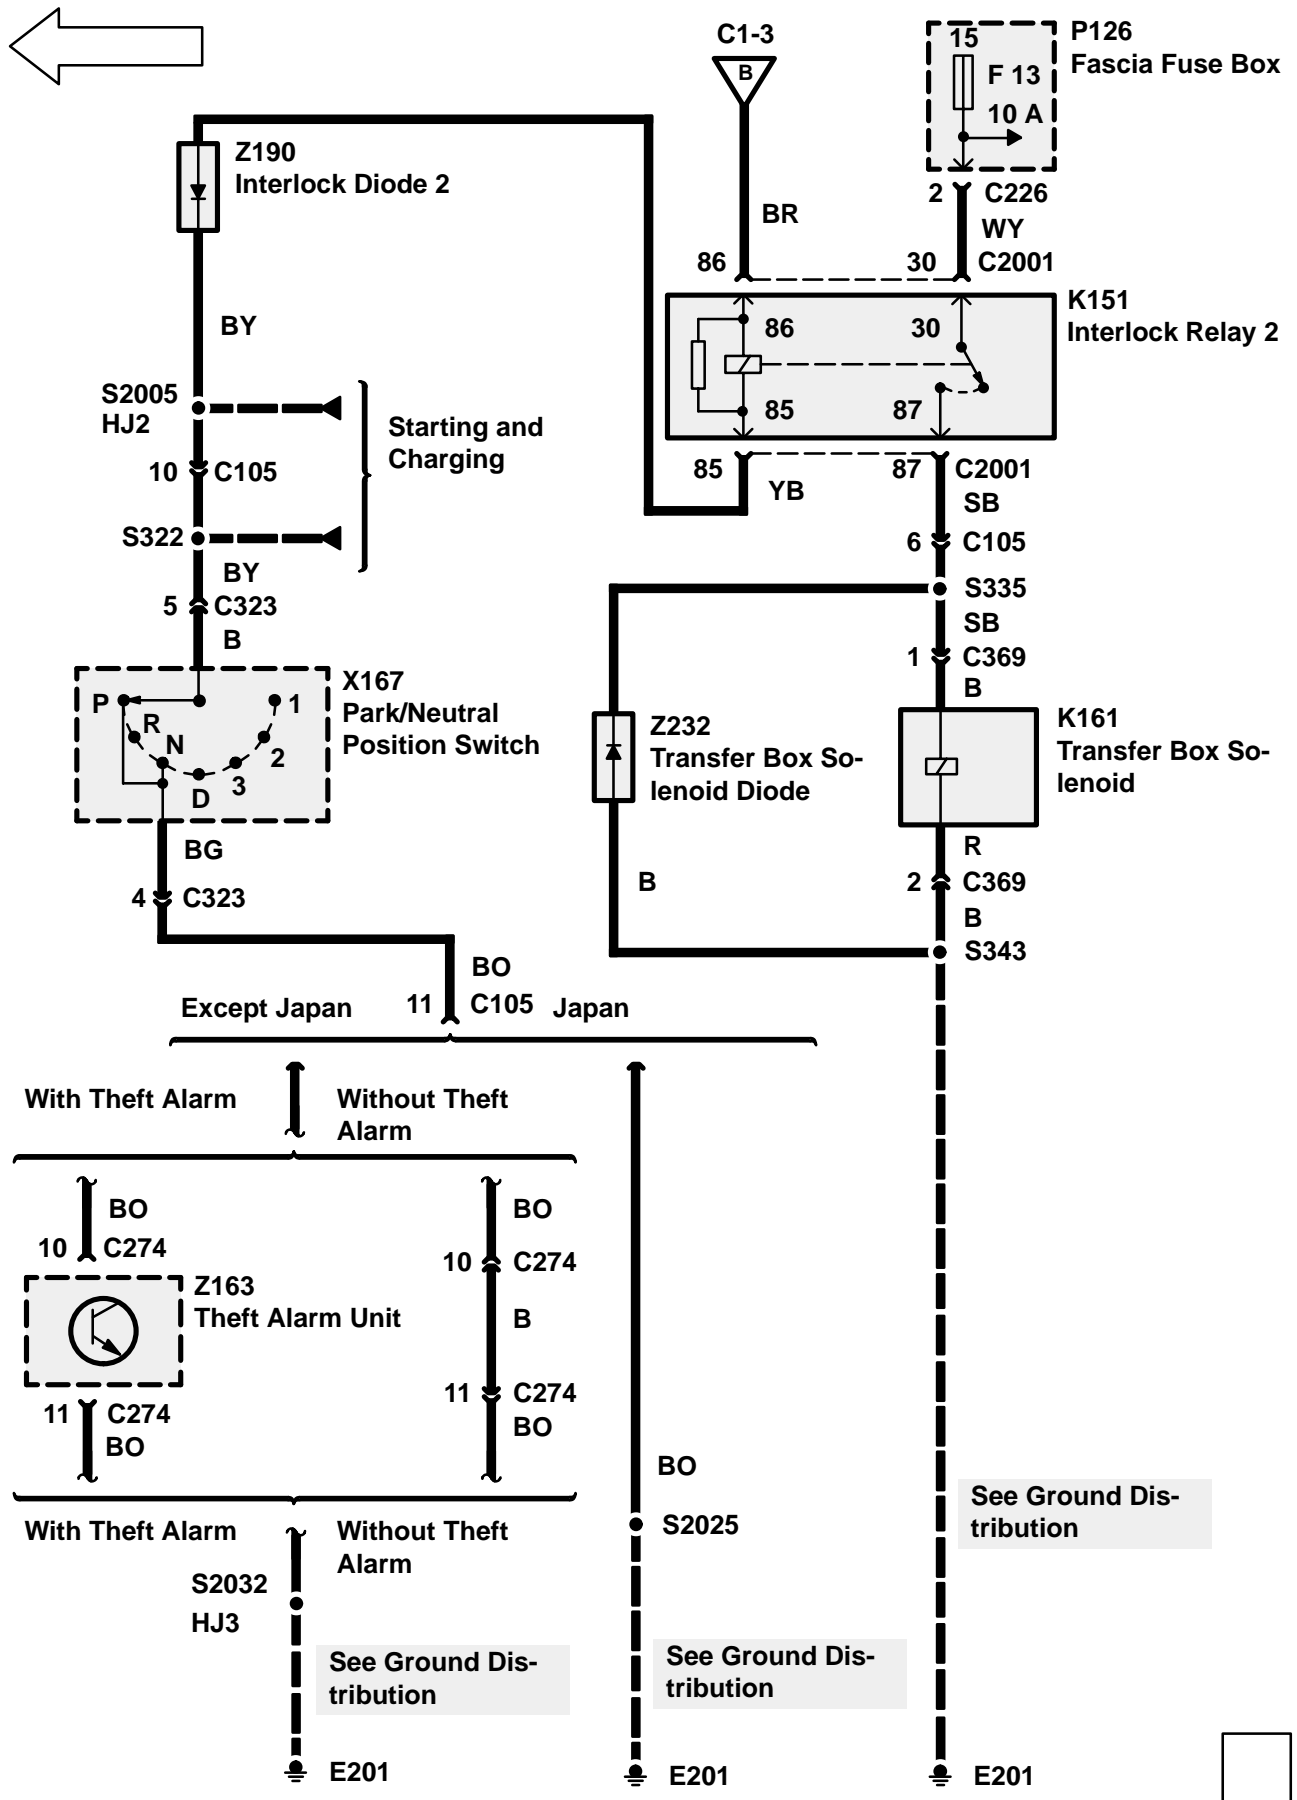 C1-3
B
15
F 13
10 A
P126
Fascia Fuse Box
Z190
Interlock Diode 2
BR
2
C226
WY
86
30
C2001
BY
86
30
85
87
K151
Interlock Relay 2
S2005
HJ2
Starting and
Charging
10
C105
85
YB
87
C2001
SB
S322
6
C105
BY
S335
5
C323
SB
B
1
C369
B
X167
Park/Neutral
Position Switch
P
R
N
D
3
2
1
Z232
Transfer Box So-
lenoid Diode
K161
Transfer Box So-
lenoid
BG
R
4
C323
B
2
C369
B
S343
BO
Except Japan
11
C105
Japan
With Theft Alarm
Without Theft
Alarm
BO
BO
10
C274
10
C274
Z163
Theft Alarm Unit
B
11
C274
11
C274
BO
BO
BO
See Ground Dis-
tribution
With Theft Alarm
Without Theft
Alarm
S2025
S2032
HJ3
See Ground Dis-
tribution
See Ground Dis-
tribution
E201
E201
E201